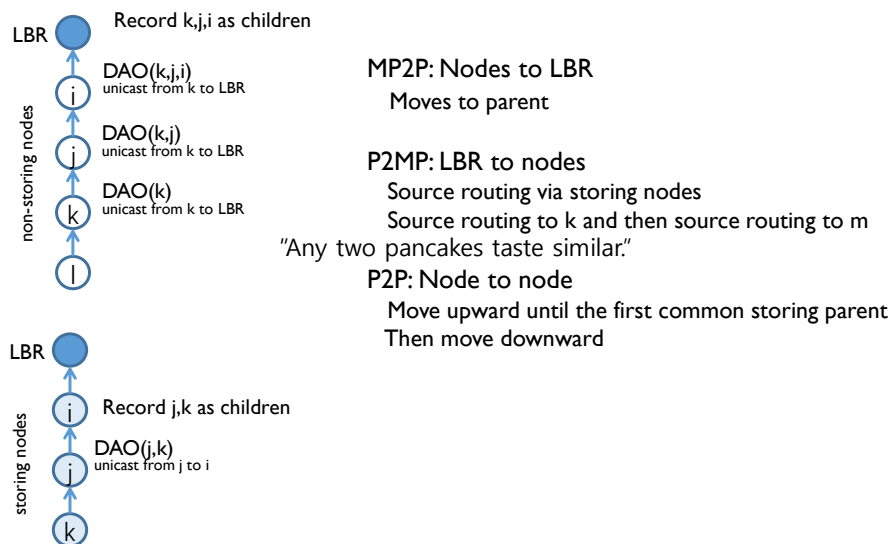 Record k,j,i as children
LBR
DAO(k,j,i)
unicast from k to LBR
i
DAO(k,j)
unicast from k to LBR
j
DAO(k)
unicast from k to LBR
k
l
non-storing nodes
MP2P: Nodes to LBR
Moves to parent
P2MP: LBR to nodes
Source routing via storing nodes
Source routing to k and then source routing to m
"Any two pancakes taste similar."
P2P: Node to node
Move upward until the first common storing parent
Then move downward
LBR
i
Record j,k as children
DAO(j,k)
unicast from j to i
j
k
storing nodes